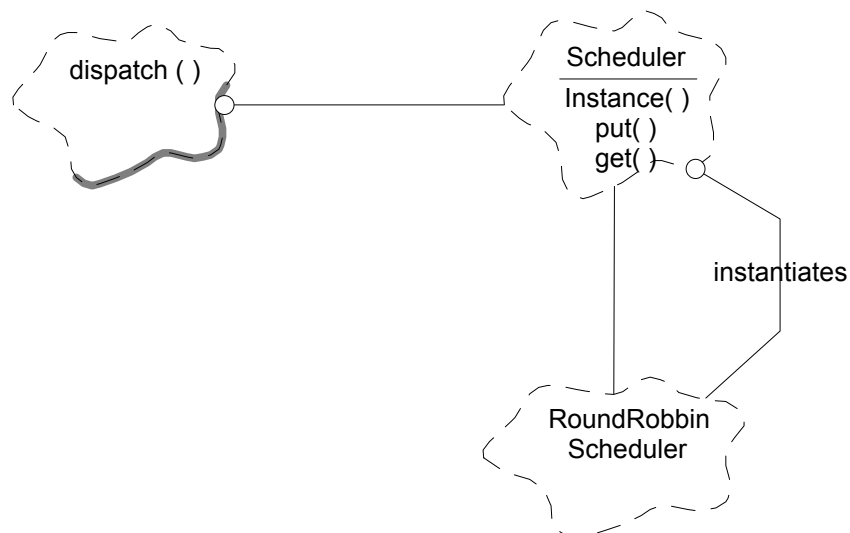 dispatch ( )
Scheduler
Instance( )
put( )
get( )
instantiates
RoundRobbin
Scheduler